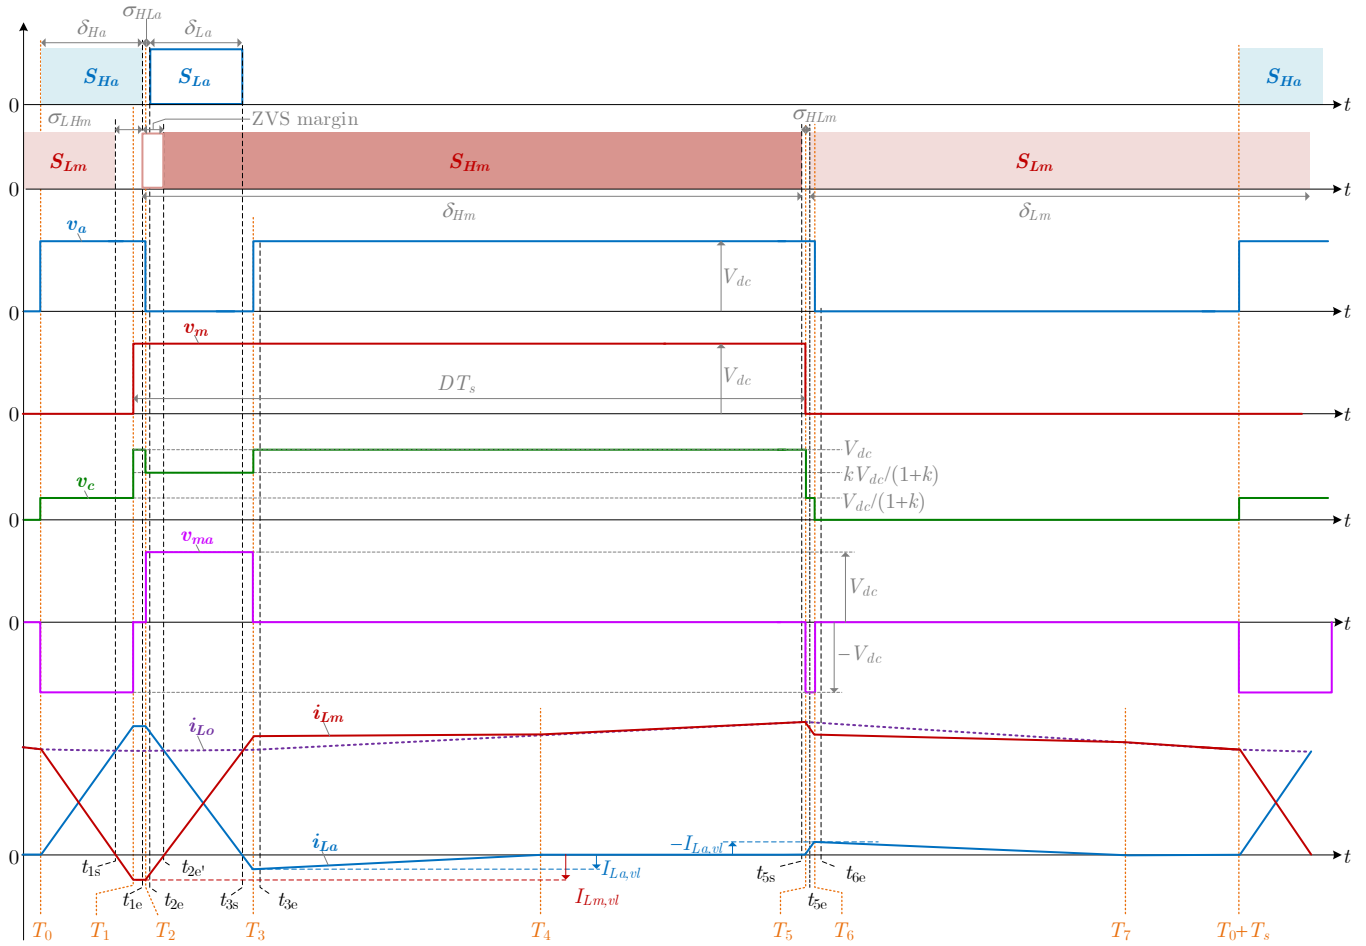 σHLa
δHa δLa
SHa SLa SHa
0 t
σLHm ZVS margin σHLm
SLm SHm SLm
0 t
δHm δLm
va
Vdc
0 t
vm
DTs Vdc
0 t
Vdc
kVdc/(1+k)
vc Vdc/(1+k)
0 t
vma
Vdc
0 t
−Vdc
iLo iLm
iLa −ILa,vl
0 t
t1s t2e' ILa,vl t5s t6e
t1e t2e t3s t3e ILm,vl t5e
T0 T1 T2 T3 T4 T5 T6 T7 T0+Ts